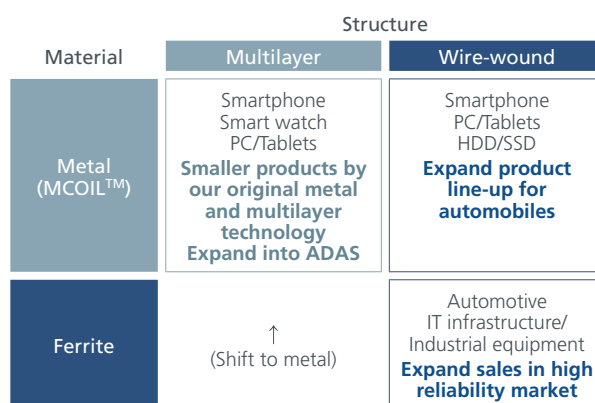 Structure
Material
Multilayer
Wire-wound
Metal
(MCOIL™)
Smartphone
Smart watch
PC/Tablets
Smaller products by
our original metal
and multilayer
technology
Expand into ADAS
Smartphone
PC/Tablets
HDD/SSD
Expand product
line-up for
automobiles
Ferrite
↑
(Shift to metal)
Automotive
IT infrastructure/
Industrial equipment
Expand sales in high
reliability market